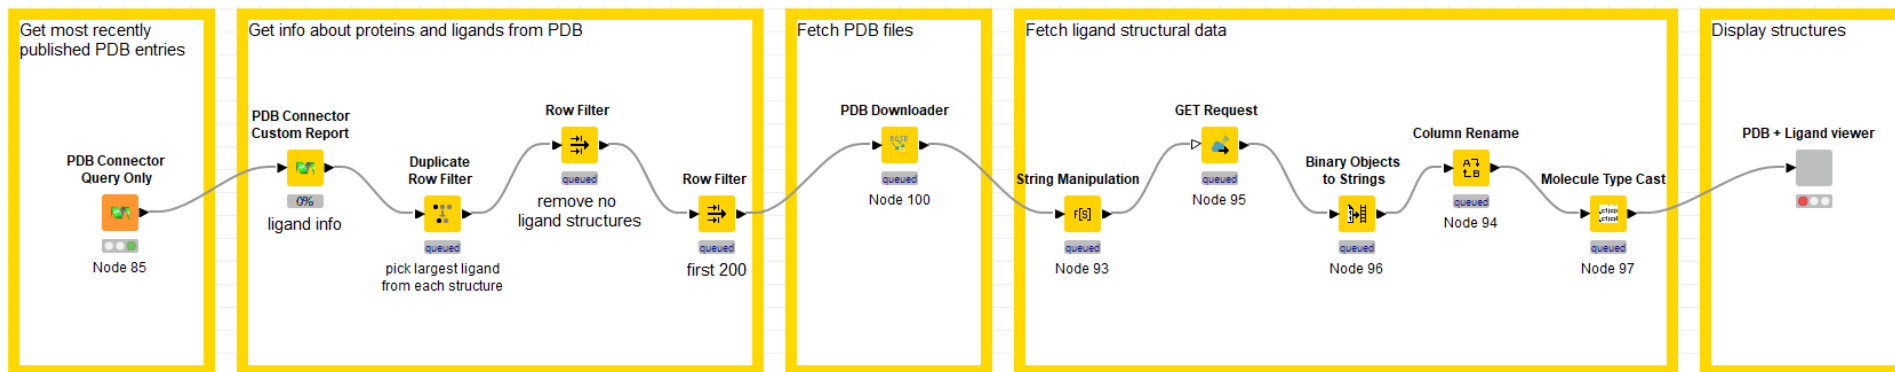 Get most recently
published PDB entries
PDB Connector
Query Only
Node 85
Get info about proteins and ligands from PDB
PDB Connector
Custom Report
0%
ligand info
Duplicate
Row Filter
queued
pick largest ligand
from each structure
Row Filter
queued
remove no
ligand structures
Row Filter
queued
first 200
Fetch PDB files
PDB Downloader
queued
Node 100
Fetch ligand structural data
String Manipulation
F[S]
queued
Node 93
GET Request
queued
Node 95
Binary Objects
to Strings
queued
Node 96
Column Rename
queued
Node 94
Molecule Type Cast
queued
Node 97
Display structures
PDB + Ligand viewer